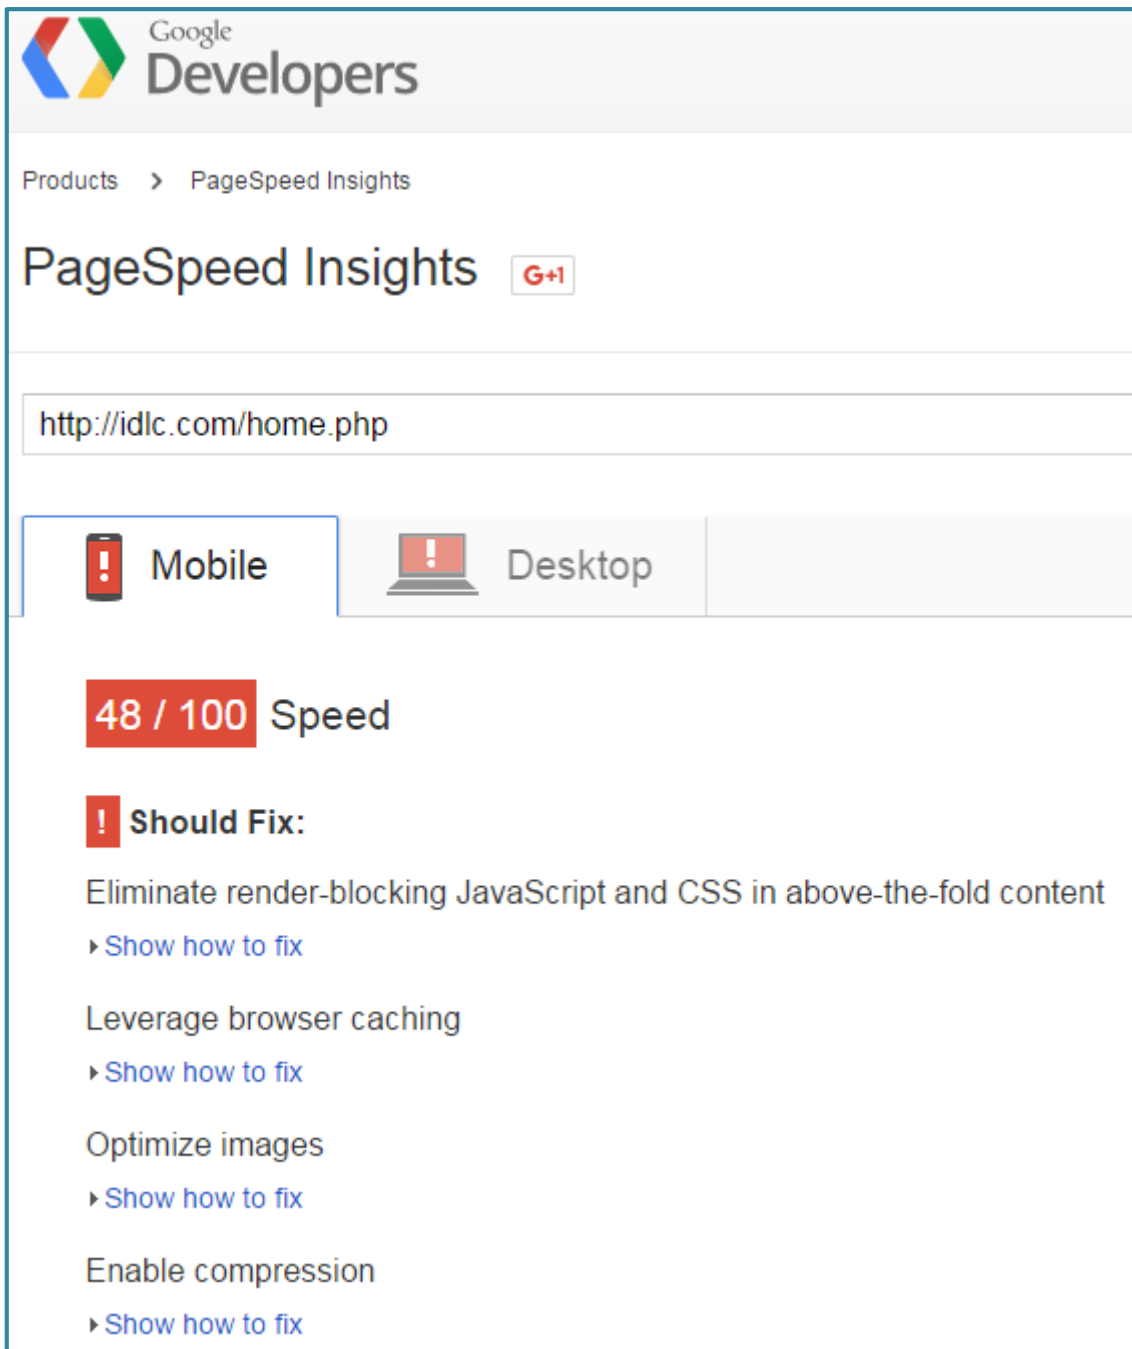 Google
Developers
Products > PageSpeed Insights
PageSpeed Insights G+1
http://idlc.com/home.php
! Mobile ! Desktop
48 / 100 Speed
! Should Fix:
Eliminate render-blocking JavaScript and CSS in above-the-fold content
Show how to fix
Leverage browser caching
Show how to fix
Optimize images
Show how to fix
Enable compression
Show how to fix